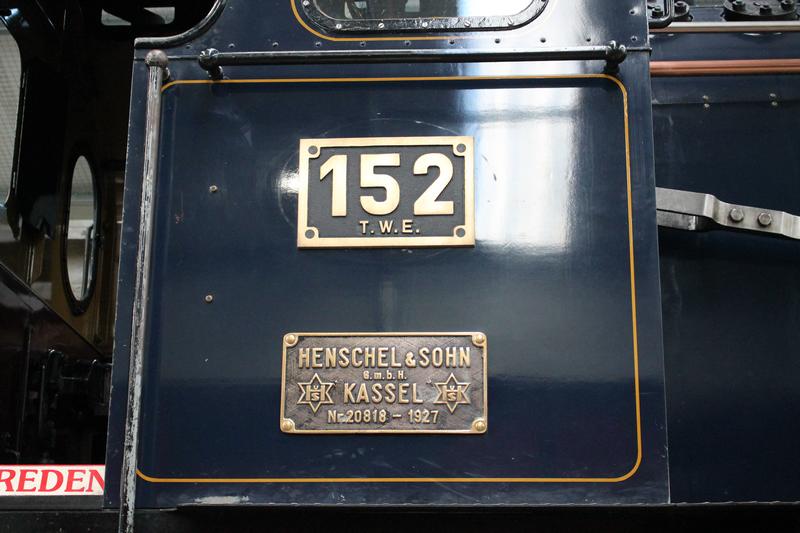 152
T.W.E.
HENSCHEL & SOHN
G.m.b.H.
KASSEL
Nr 20818 – 1927
REDEN